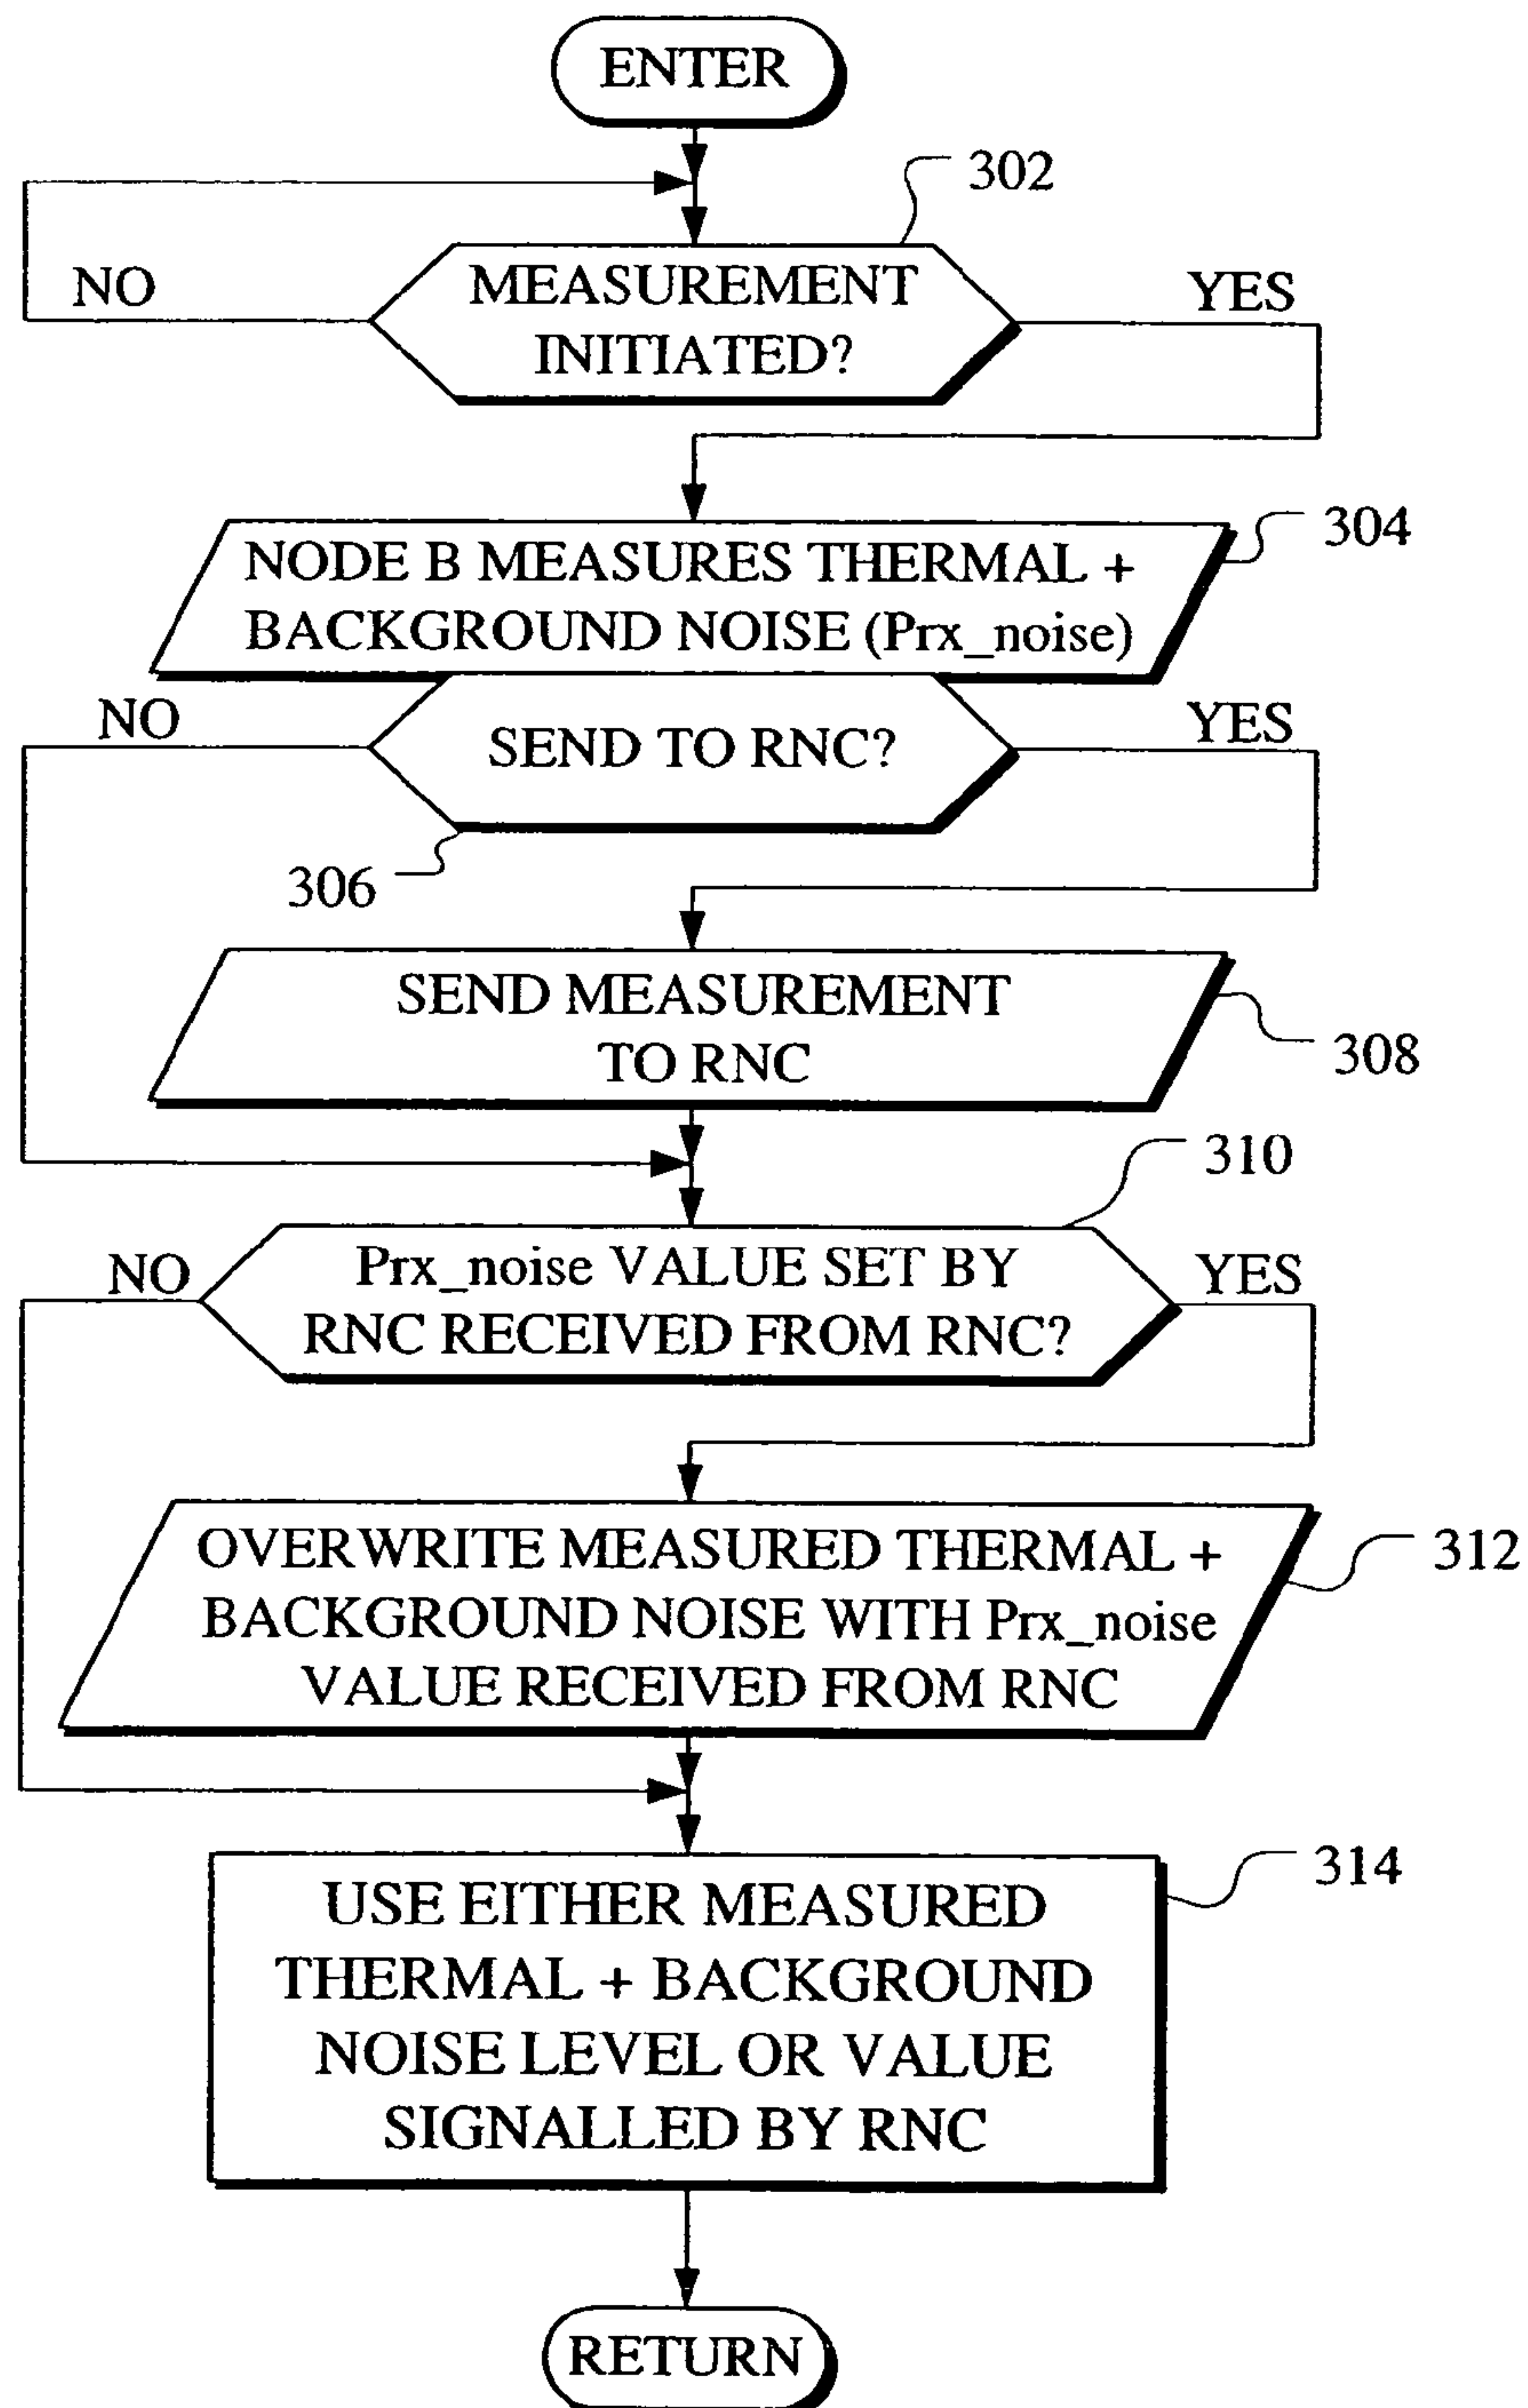 ENTER
302
NO
MEASUREMENT
INITIATED?
YES
304
NODE B MEASURES THERMAL +
BACKGROUND NOISE (Prx_noise)
NO
SEND TO RNC?
YES
306
SEND MEASUREMENT
TO RNC
308
310
NO
Prx_noise VALUE SET BY
RNC RECEIVED FROM RNC?
YES
OVERWRITE MEASURED THERMAL +
BACKGROUND NOISE WITH Prx_noise
VALUE RECEIVED FROM RNC
312
314
USE EITHER MEASURED
THERMAL + BACKGROUND
NOISE LEVEL OR VALUE
SIGNALLED BY RNC
RETURN